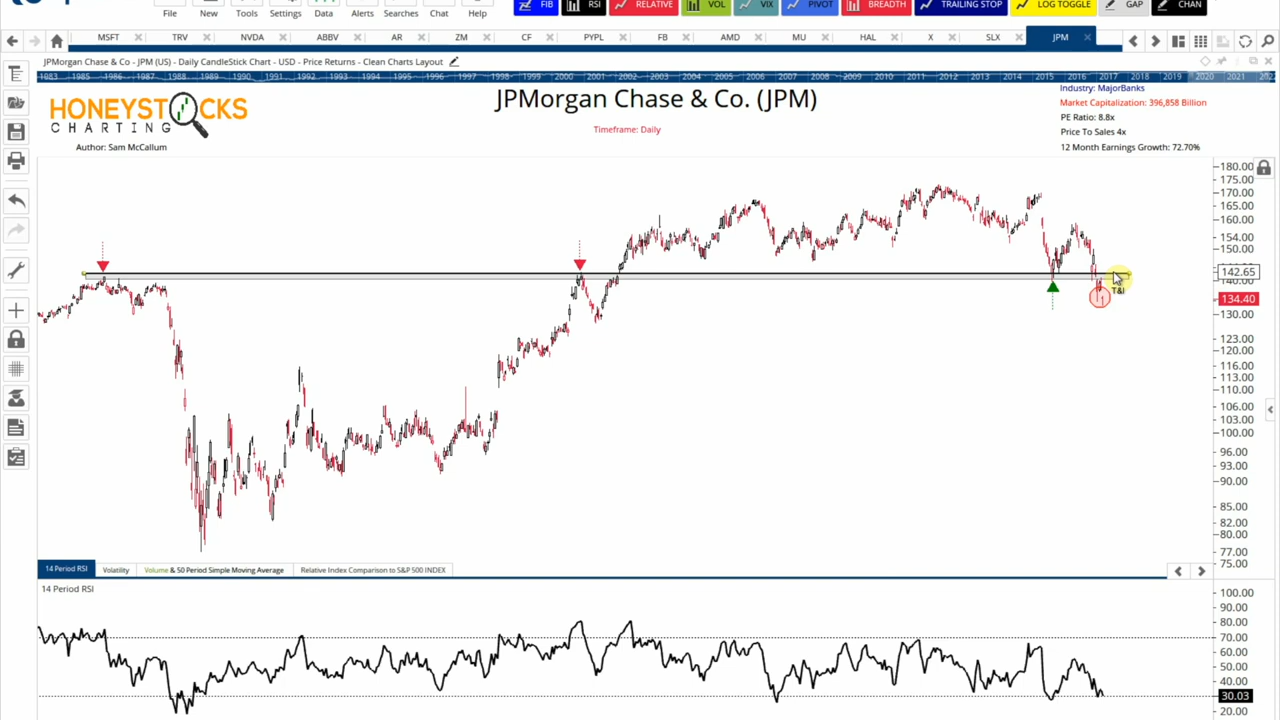 File New Tools Settings Data Alerts Searches Chat Help FIB RSI RELATIVE VOL VIX PIVOT BREADTH TRAILING STOP LOG TOGGLE GAP CHAN
MSFT TRV NVDA ABBV AR ZM CF PYPL FB AMD MU HAL X SLX JPM
JPMorgan Chase & Co - JPM (US) - Daily CandleStick Chart - USD - Price Returns - Clean Charts Layout
1983 1985 1986 1987 1988 1989 1990 1991 1992 1993 1994 1995 1996 1997 1998 1999 2000 2001 2002 2003 2004 2005 2006 2007 2008 2009 2010 2011 2012 2013 2014 2015 2016 2017 2018 2019 2020 2021 2022
HONEYSTOCKS
CHARTING
Author: Sam McCallum
JPMorgan Chase & Co. (JPM)
Timeframe: Daily
Industry: MajorBanks
Market Capitalization: 396,858 Billion
PE Ratio: 8.8x
Price To Sales 4x
12 Month Earnings Growth: 72.70%
180.00
175.00
170.00
165.00
160.00
154.00
150.00
142.65
134.40
130.00
123.00
120.00
116.00
113.00
110.00
106.00
103.00
100.00
96.00
93.00
90.00
85.00
82.00
80.00
77.00
75.00
T&I
14 Period RSI Volatility Volume & 50 Period Simple Moving Average Relative Index Comparison to S&P 500 INDEX
14 Period RSI
100.00
90.00
80.00
70.00
60.00
50.00
40.00
30.03
20.00